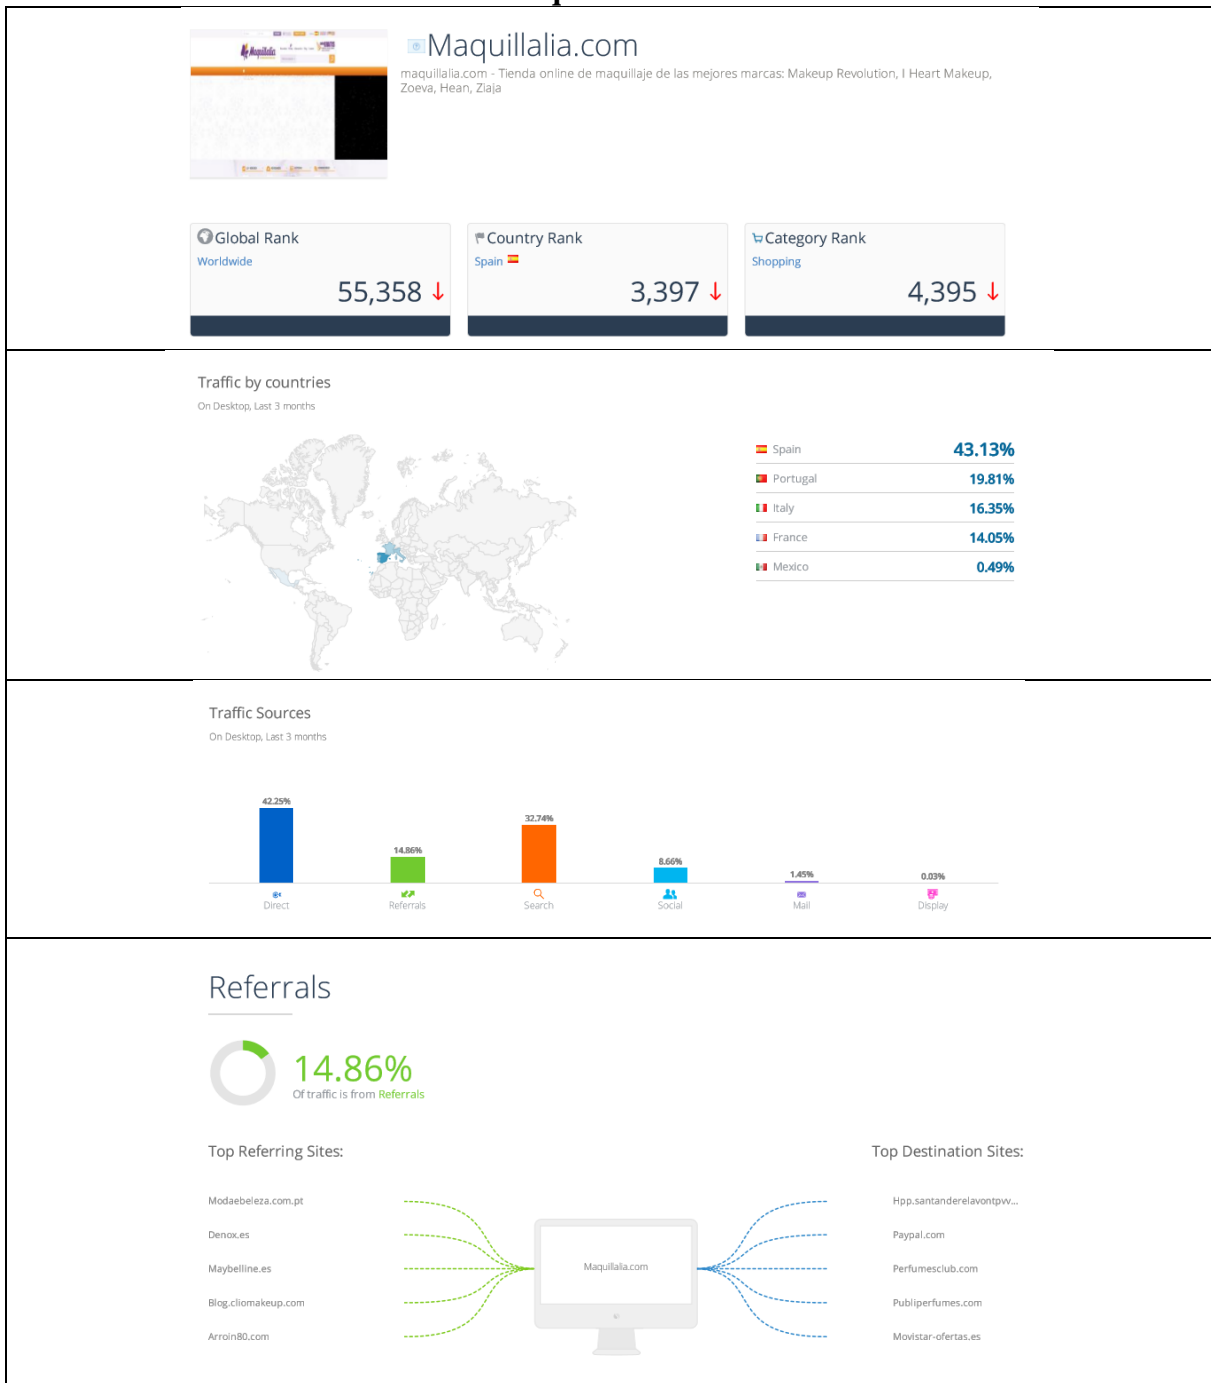 Maquillalia.com
maquillalia.com - Tienda online de maquillaje de las mejores marcas: Makeup Revolution, I Heart Makeup,
Zoeva, Hean, Ziaja
Maquillalia
Global Rank
Worldwide
55,358
Country Rank
Spain
3,397
Category Rank
Shopping
4,395
Traffic by countries
On Desktop, Last 3 months
Spain 43.13%
Portugal 19.81%
Italy 16.35%
France 14.05%
Mexico 0.49%
Traffic Sources
On Desktop, Last 3 months
42.25%
14.86%
32.74%
8.66%
1.45%
0.03%
Direct
Referrals
Search
Social
Mail
Display
Referrals
14.86%
Of traffic is from Referrals
Top Referring Sites:
Modaebeleza.com.pt
Denox.es
Maybelline.es
Blog.cliomakeup.com
Arroin80.com
Maquillalia.com
Top Destination Sites:
Hpp.santanderelavontpvv...
Paypal.com
Perfumesclub.com
Publiperfumes.com
Movistar-ofertas.es